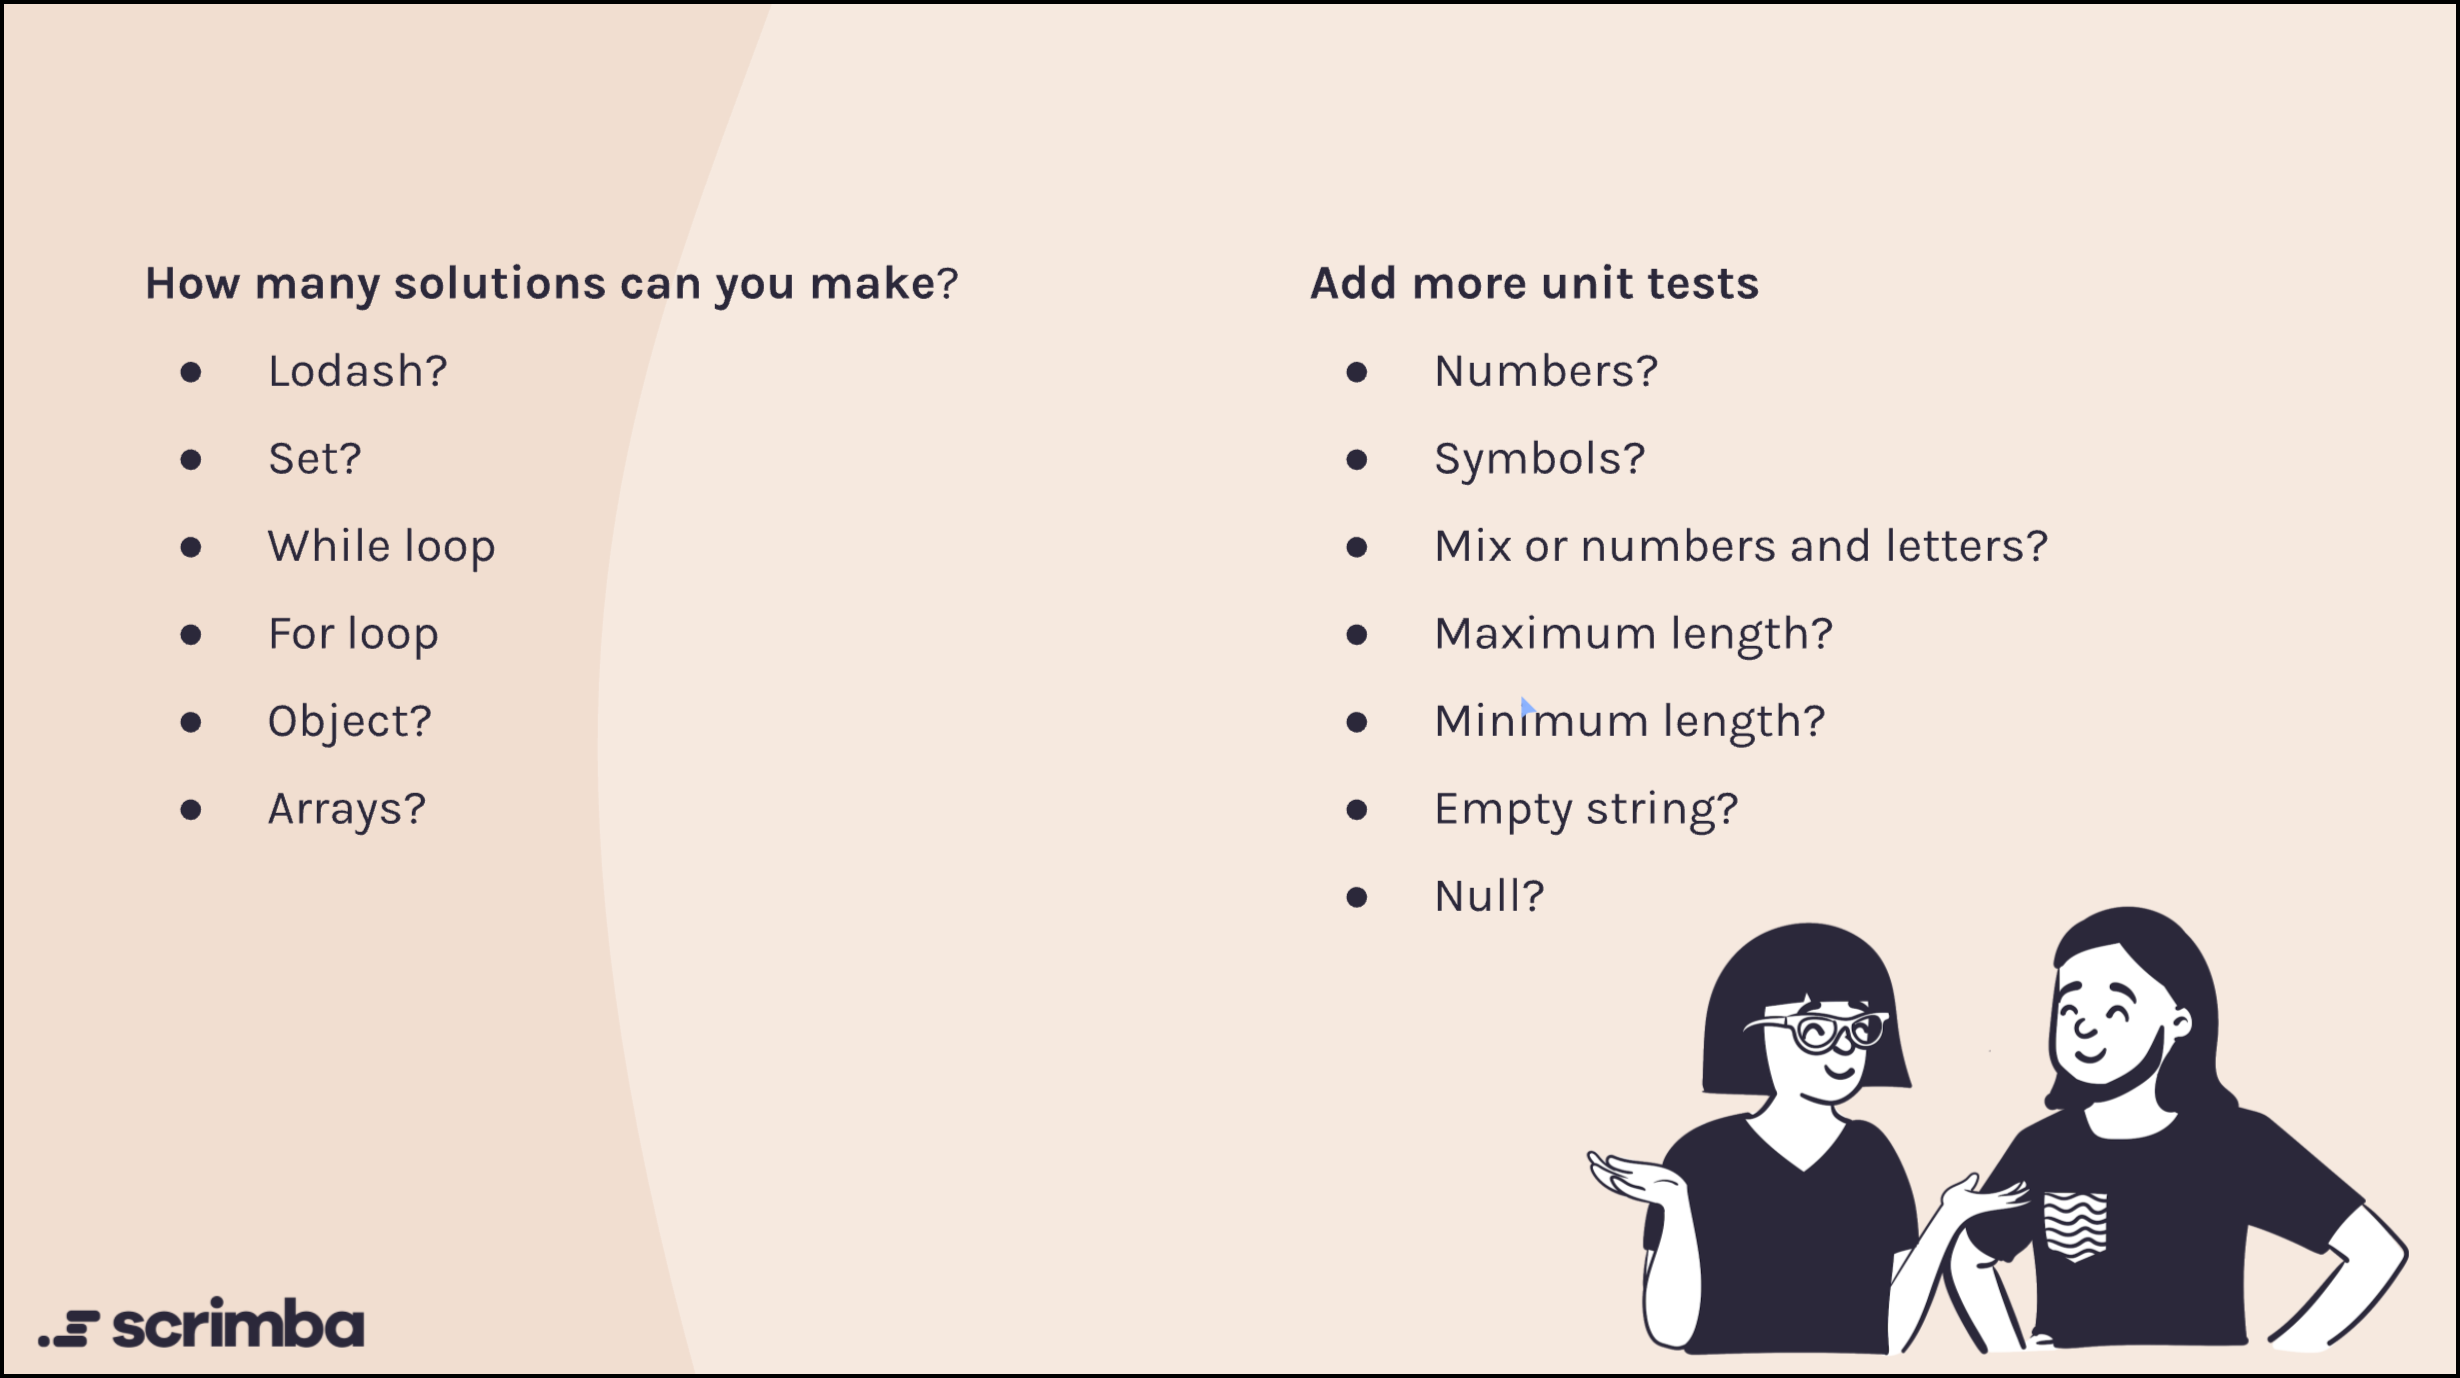 How many solutions can you make?
● Lodash?
● Set?
● While loop
● For loop
● Object?
● Arrays?
Add more unit tests
● Numbers?
● Symbols?
● Mix or numbers and letters?
● Maximum length?
● Minimum length?
● Empty string?
● Null?
scrimba